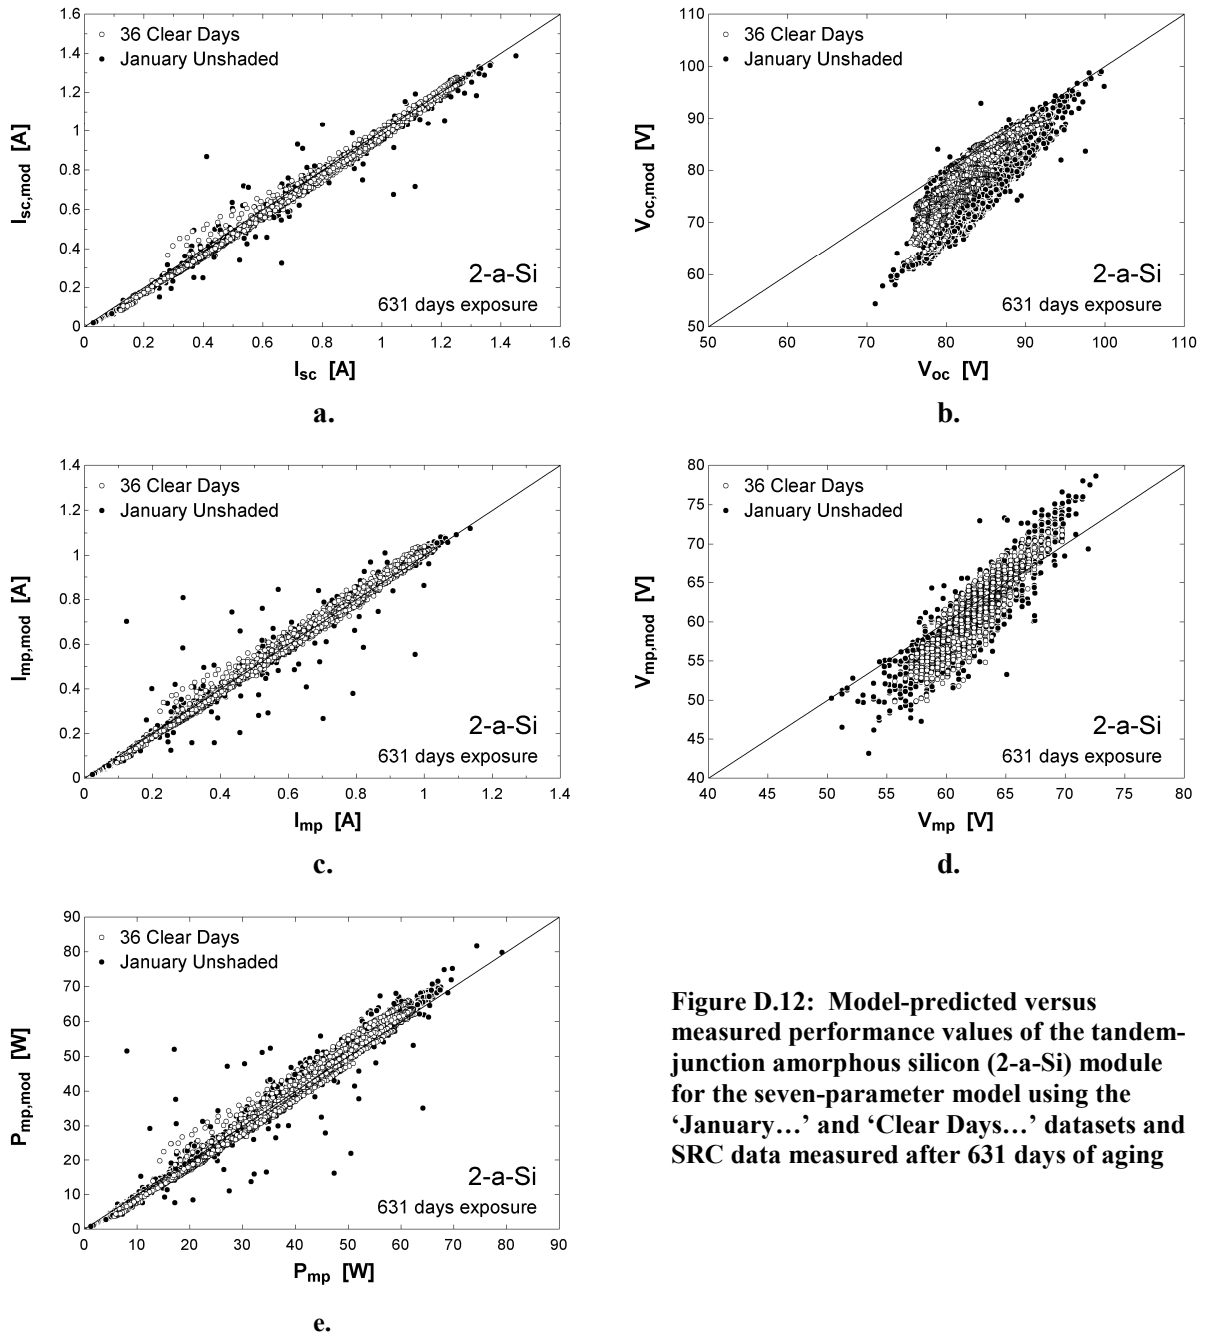 1.6
1.4
1.2
1
0.8
0.6
0.4
0.2
0
I_sc,mod [A]
36 Clear Days
January Unshaded
2-a-Si
631 days exposure
0 0.2 0.4 0.6 0.8 1 1.2 1.4 1.6
I_sc [A]
a.
110
100
90
80
70
60
50
V_oc,mod [V]
36 Clear Days
January Unshaded
2-a-Si
631 days exposure
50 60 70 80 90 100 110
V_oc [V]
b.
1.4
1.2
1
0.8
0.6
0.4
0.2
0
I_mp,mod [A]
36 Clear Days
January Unshaded
2-a-Si
631 days exposure
0 0.2 0.4 0.6 0.8 1 1.2 1.4
I_mp [A]
c.
80
75
70
65
60
55
50
45
40
V_mp,mod [V]
36 Clear Days
January Unshaded
2-a-Si
631 days exposure
40 45 50 55 60 65 70 75 80
V_mp [V]
d.
90
80
70
60
50
40
30
20
10
0
P_mp,mod [W]
36 Clear Days
January Unshaded
2-a-Si
631 days exposure
0 10 20 30 40 50 60 70 80 90
P_mp [W]
e.
Figure D.12: Model-predicted versus
measured performance values of the tandem-
junction amorphous silicon (2-a-Si) module
for the seven-parameter model using the
‘January…’ and ‘Clear Days…’ datasets and
SRC data measured after 631 days of aging